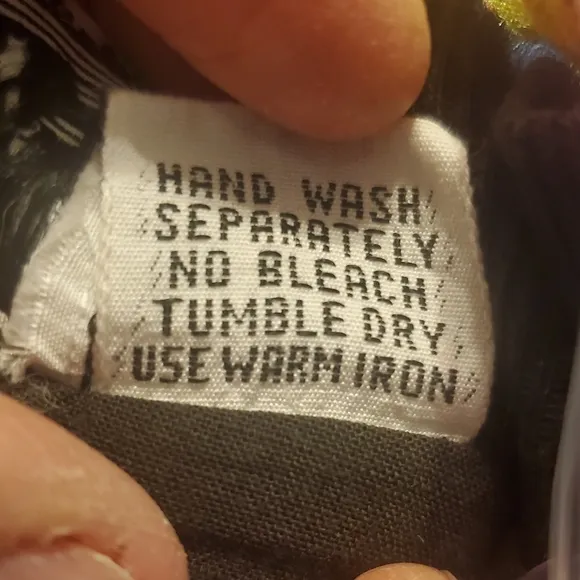 /HAND WASH/
/SEPARATELY/
/NO BLEACH/
/TUMBLE DRY/
/USE WARM IRON/